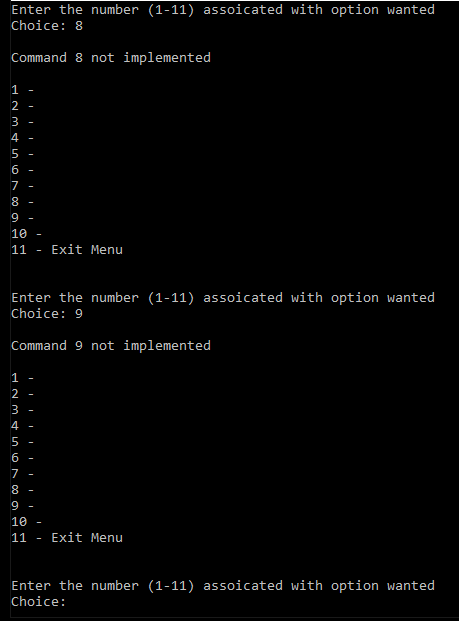 Enter the number (1-11) assoicated with option wanted
Choice: 8
Command 8 not implemented
1 -
2 -
3 -
4 -
5 -
6 -
7 -
8 -
9 -
10 -
11 - Exit Menu
Enter the number (1-11) assoicated with option wanted
Choice: 9
Command 9 not implemented
1 -
2 -
3 -
4 -
5 -
6 -
7 -
8 -
9 -
10 -
11 - Exit Menu
Enter the number (1-11) assoicated with option wanted
Choice: